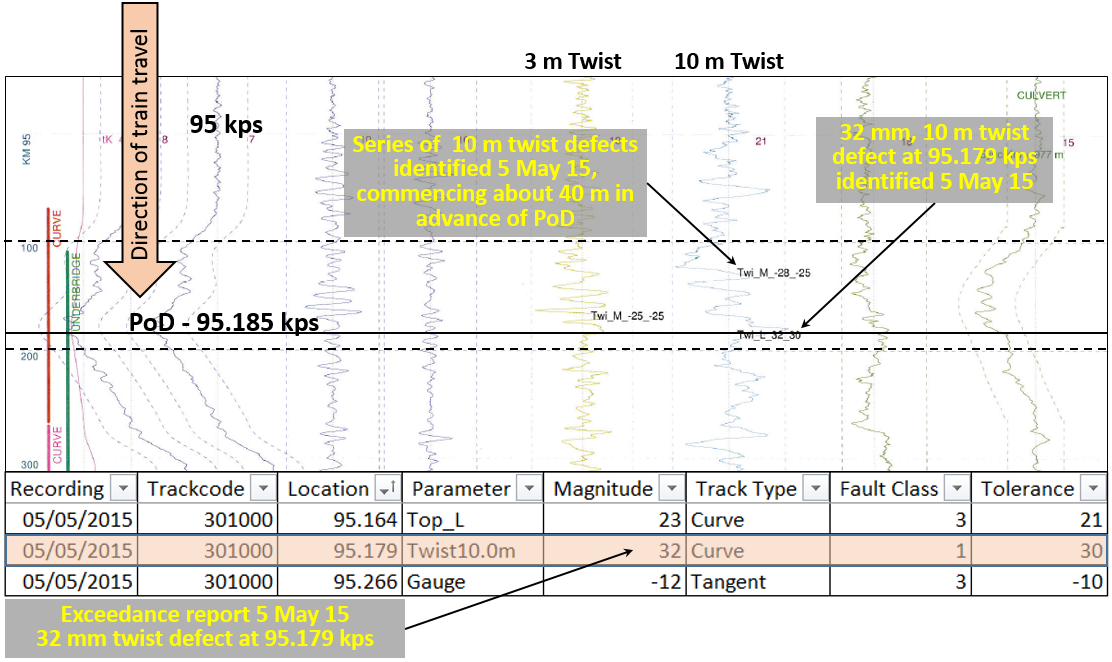 3 m Twist
10 m Twist
Direction of train travel
95 kps
KM 95
tK
8
7
21
15
CULVERT
Series of 10 m twist defects
identified 5 May 15,
commencing about 40 m in
advance of PoD
32 mm, 10 m twist
defect at 95.179 kps
identified 5 May 15
CURVE
100
UNDERBRIDGE
Twi_M_-28_-25
Twi_M_-25_-25
PoD - 95.185 kps
Twi_L_32_30
200
CURVE
300
Recording Trackcode Location Parameter Magnitude Track Type Fault Class Tolerance
05/05/2015 301000 95.164 Top_L 23 Curve 3 21
05/05/2015 301000 95.179 Twist10.0m 32 Curve 1 30
05/05/2015 301000 95.266 Gauge -12 Tangent 3 -10
Exceedance report 5 May 15
32 mm twist defect at 95.179 kps